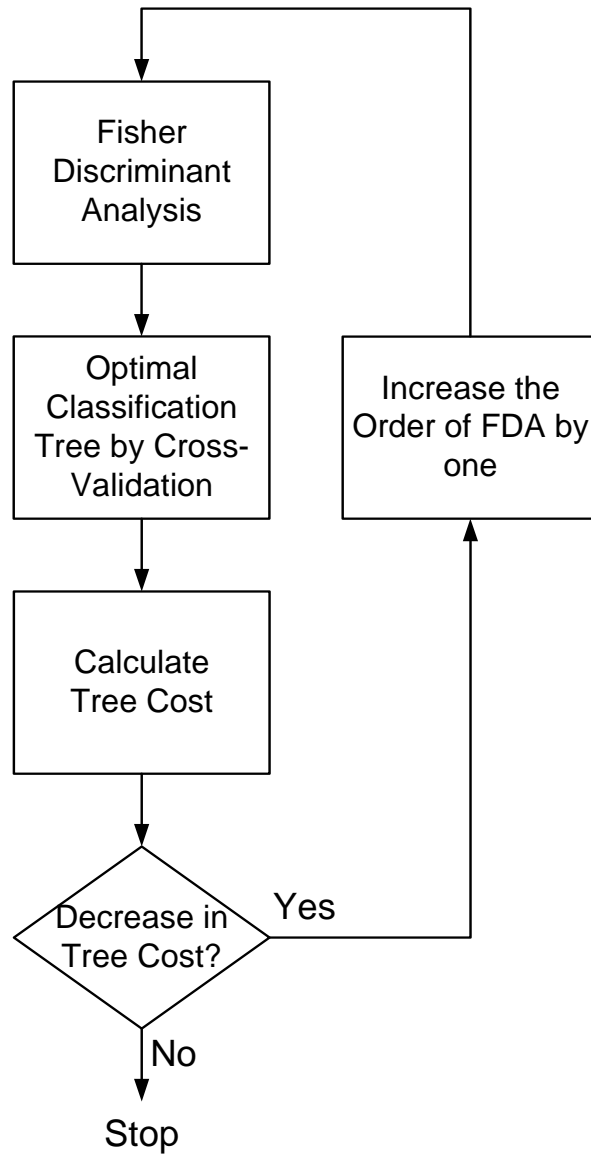 Fisher
Discriminant
Analysis
Optimal
Classification
Tree by Cross-
Validation
Increase the
Order of FDA by
one
Calculate
Tree Cost
Decrease in
Tree Cost?
Yes
No
Stop